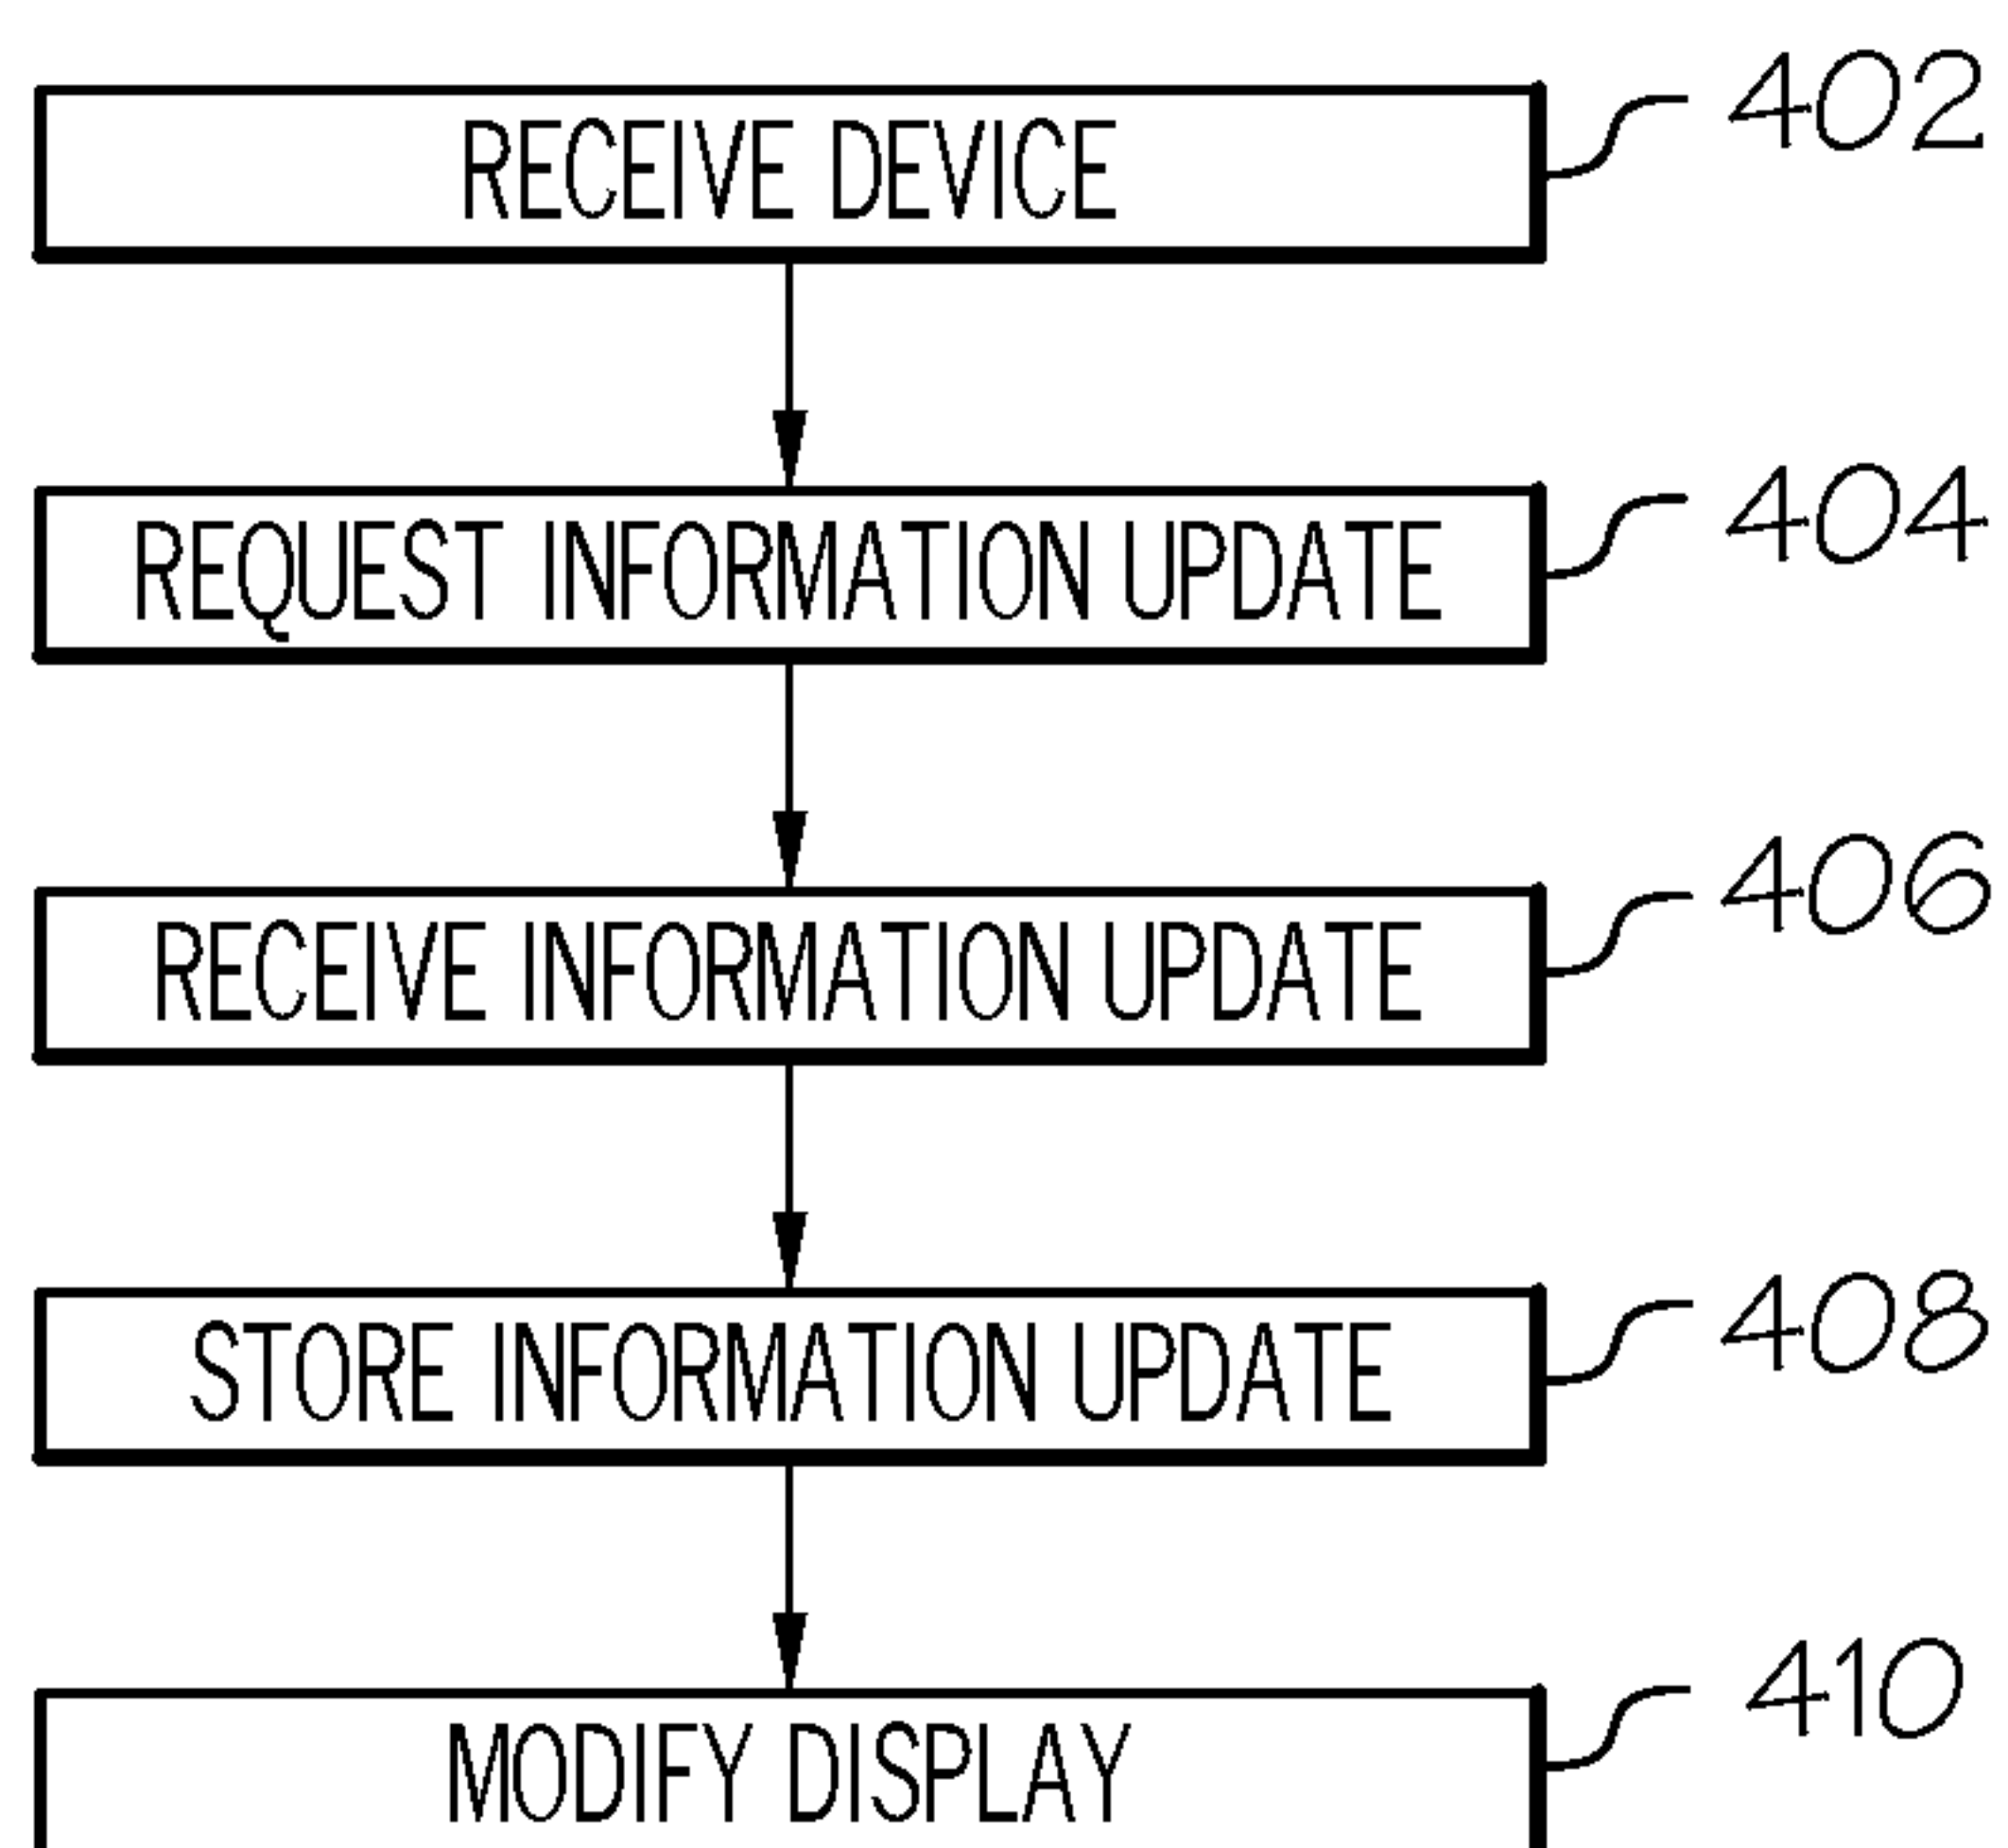 RECEIVE DEVICE 402
REQUEST INFORMATION UPDATE 404
RECEIVE INFORMATION UPDATE 406
STORE INFORMATION UPDATE 408
MODIFY DISPLAY 410